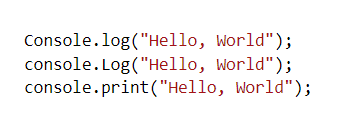 Console.log("Hello, World");
console.Log("Hello, World");
console.print("Hello, World");